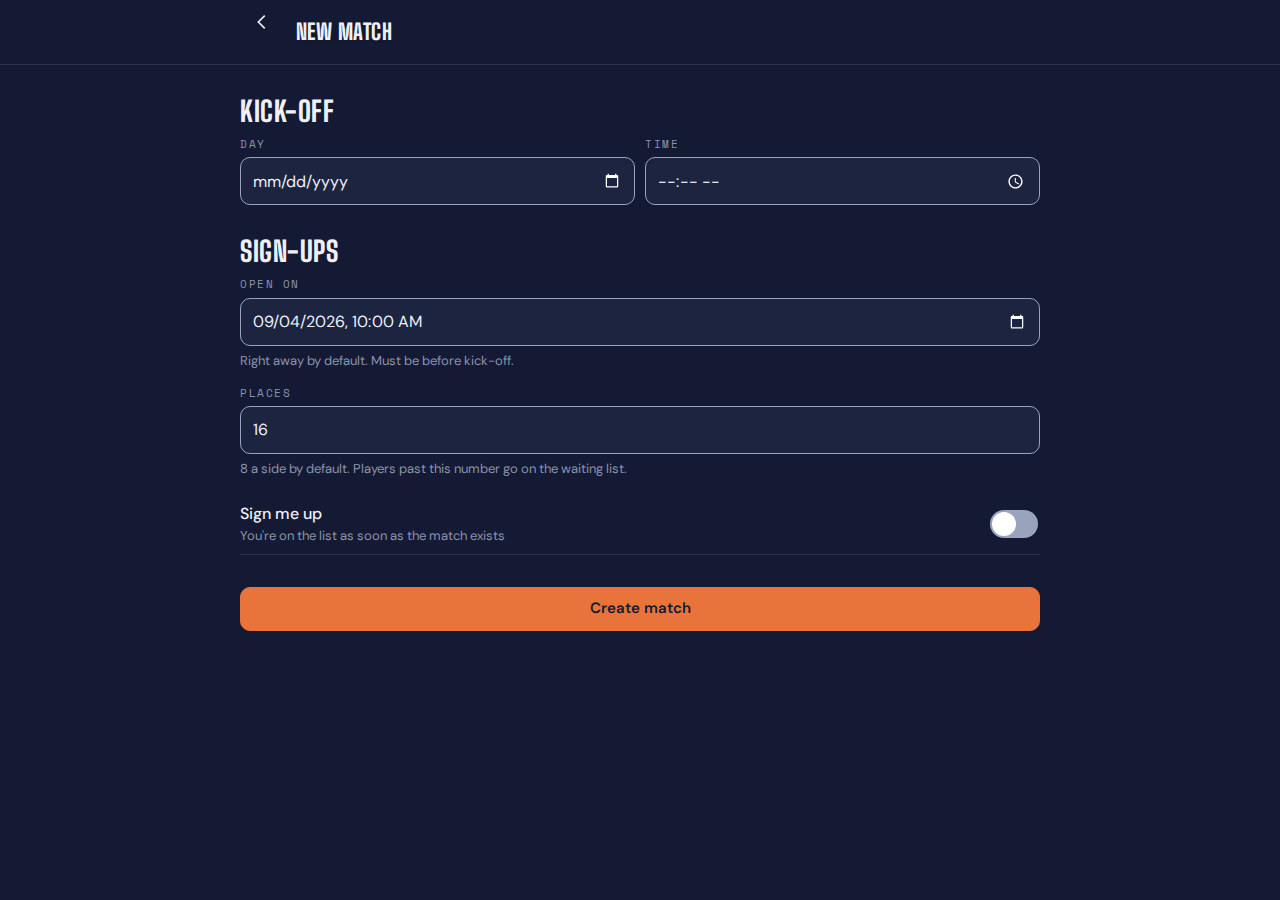 NEW MATCH
KICK-OFF
DAY
TIME
mm/dd/yyyy
--:-- --
SIGN-UPS
OPEN ON
09/04/2026, 10:00 AM
Right away by default. Must be before kick-off.
PLACES
16
8 a side by default. Players past this number go on the waiting list.
Sign me up
You're on the list as soon as the match exists
Create match